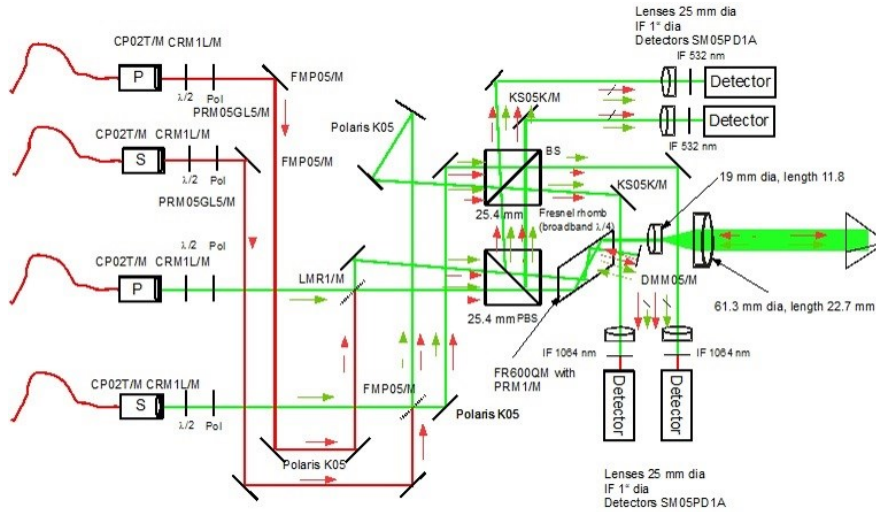 Lenses 25 mm dia
IF 1" dia
Detectors SM05PD1A
CP02T/M CRM1L/M
P
λ/2
Pol
FMP05/M
PRM05GL5/M
IF 532 nm
Detector
KS05K/M
Detector
IF 532 nm
Polaris K05
CP02T/M CRM1L/M
S
λ/2
Pol
FMP05/M
PRM05GL5/M
BS
KS05K/M
19 mm dia, length 11.8
25.4 mm
Fresnel rhomb
(broadband λ/4)
λ/2
Pol
CP02T/M CRM1L/M
P
LMR1/M
DMM05/M
61.3 mm dia, length 22.7 mm
25.4 mm
PBS
IF 1064 nm
IF 1064 nm
FR600QM with
PRM1/M
CP02T/M CRM1L/M
S
λ/2
Pol
FMP05/M
Polaris K05
Detector
Detector
Polaris K05
Lenses 25 mm dia
IF 1" dia
Detectors SM05PD1A